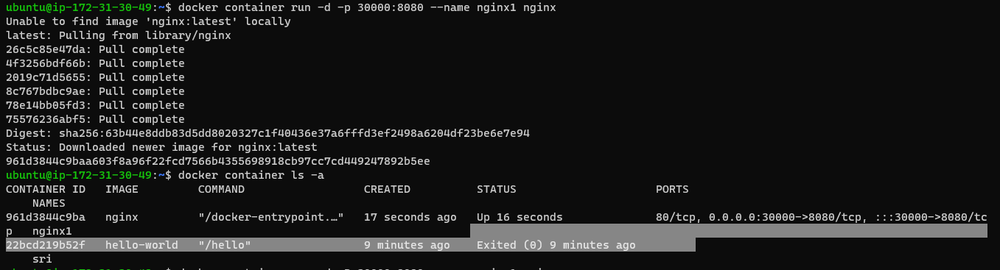 ubuntu@ip-172-31-30-49:~$ docker container run -d -p 30000:8080 --name nginx1 nginx
Unable to find image 'nginx:latest' locally
latest: Pulling from library/nginx
26c5c85e47da: Pull complete
4f3256bdf66b: Pull complete
2019c71d5655: Pull complete
8c767bdbc9ae: Pull complete
78e14bb05fd3: Pull complete
75576236abf5: Pull complete
Digest: sha256:63b44e8ddb83d5dd8020327c1f40436e37a6fffd3ef2498a6204df23be6e7e94
Status: Downloaded newer image for nginx:latest
961d3844c9baa603f8a96f22fcd7566b4355698918cb97cc7cd449247892b5ee
ubuntu@ip-172-31-30-49:~$ docker container ls -a
CONTAINER ID   IMAGE         COMMAND                  CREATED          STATUS                     PORTS
    NAMES
961d3844c9ba   nginx         "/docker-entrypoint.…"   17 seconds ago   Up 16 seconds              80/tcp, 0.0.0.0:30000->8080/tcp, :::30000->8080/tc
p   nginx1
22bcd219b52f   hello-world   "/hello"                 9 minutes ago    Exited (0) 9 minutes ago
    sri